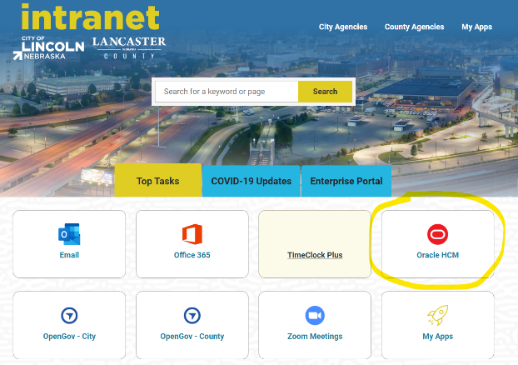 intranet
CITY OF
LINCOLN
NEBRASKA
LANCASTER
COUNTY
City Agencies County Agencies My Apps
Search for a keyword or page Search
Top Tasks COVID-19 Updates Enterprise Portal
Email Office 365 TimeClock Plus Oracle HCM
OpenGov - City OpenGov - County Zoom Meetings My Apps